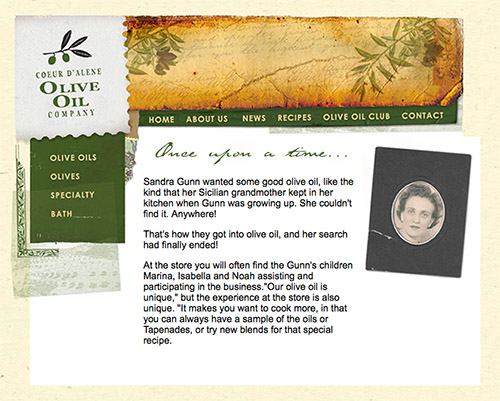 COEUR D'ALENE
OLIVE
OIL
COMPANY
HOME ABOUT US NEWS RECIPES OLIVE OIL CLUB CONTACT
OLIVE OILS
OLIVES
SPECIALTY
BATH
Once upon a time...
Sandra Gunn wanted some good olive oil, like the
kind that her Sicilian grandmother kept in her
kitchen when Gunn was growing up. She couldn't
find it. Anywhere!
That's how they got into olive oil, and her search
had finally ended!
At the store you will often find the Gunn's children
Marina, Isabella and Noah assisting and
participating in the business."Our olive oil is
unique," but the experience at the store is also
unique. "It makes you want to cook more, in that
you can always have a sample of the oils or
Tapenades, or try new blends for that special
recipe.